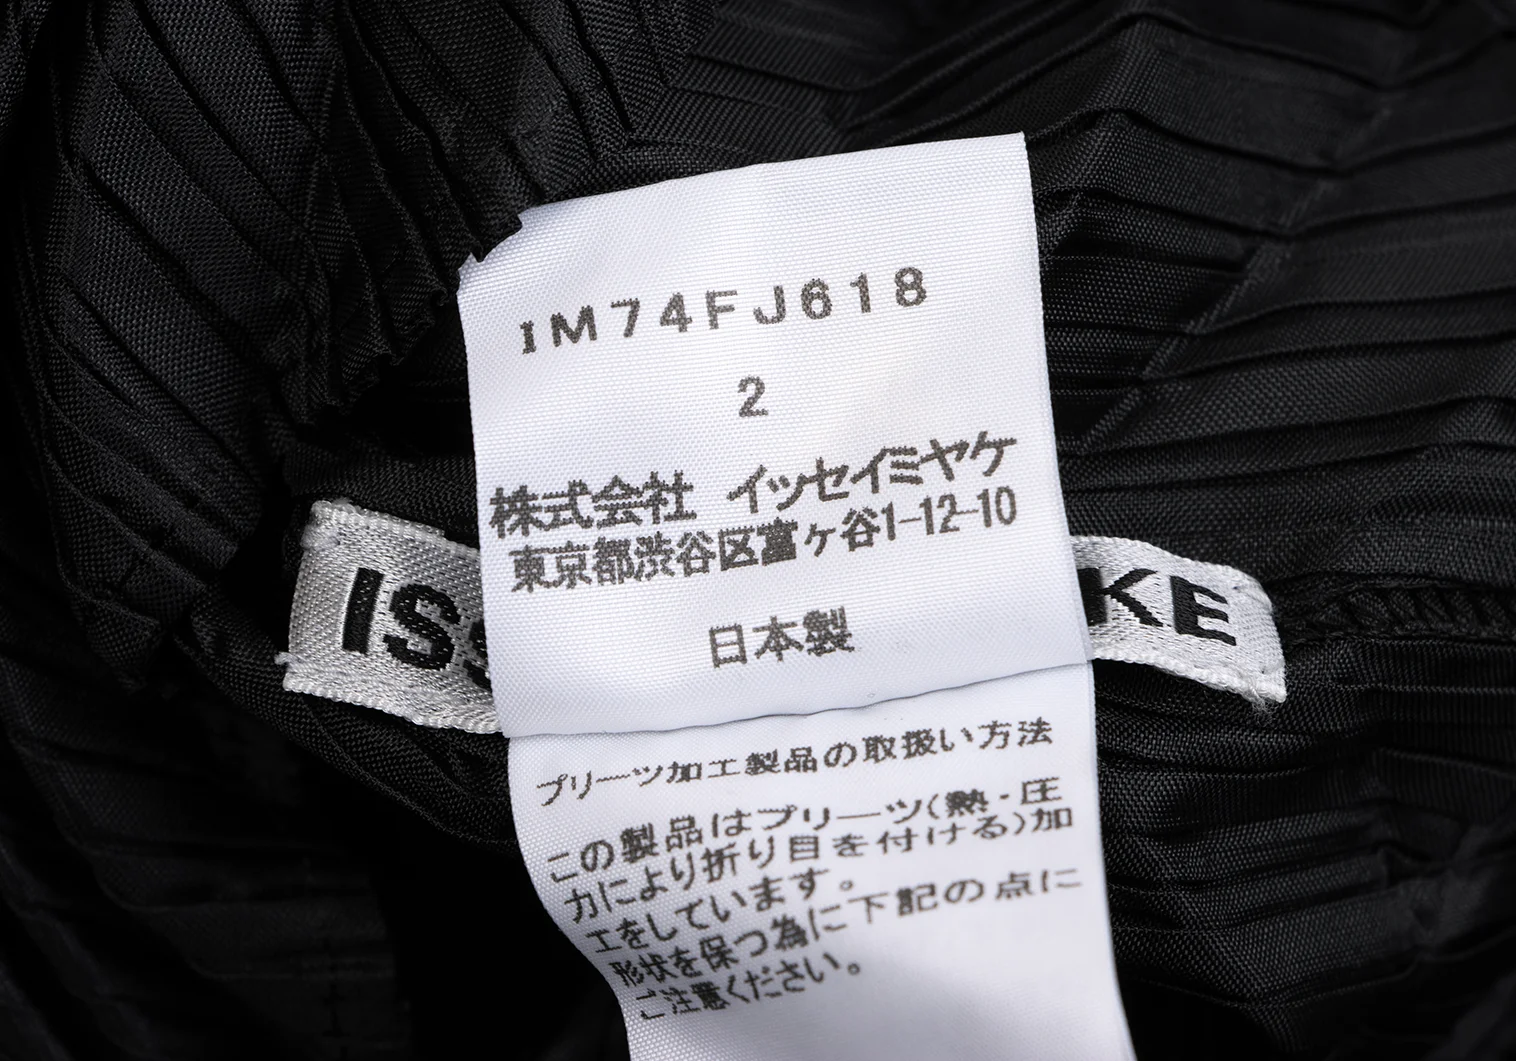 IM74FJ618
2
株式会社 イッセイミヤケ
東京都渋谷区富ヶ谷1-12-10
日本製
ISS
KE
プリーツ加工製品の取扱い方法
この製品はプリーツ(熱・圧
力により折り目を付ける)加
工をしています。
形状を保つ為に下記の点に
ご注意ください。